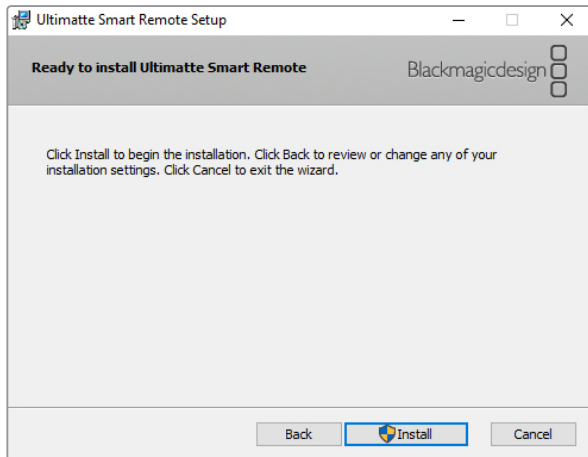 Ultimatte Smart Remote Setup
Ready to install Ultimatte Smart Remote
Blackmagicdesign
Click Install to begin the installation. Click Back to review or change any of your
installation settings. Click Cancel to exit the wizard.
Back
Install
Cancel